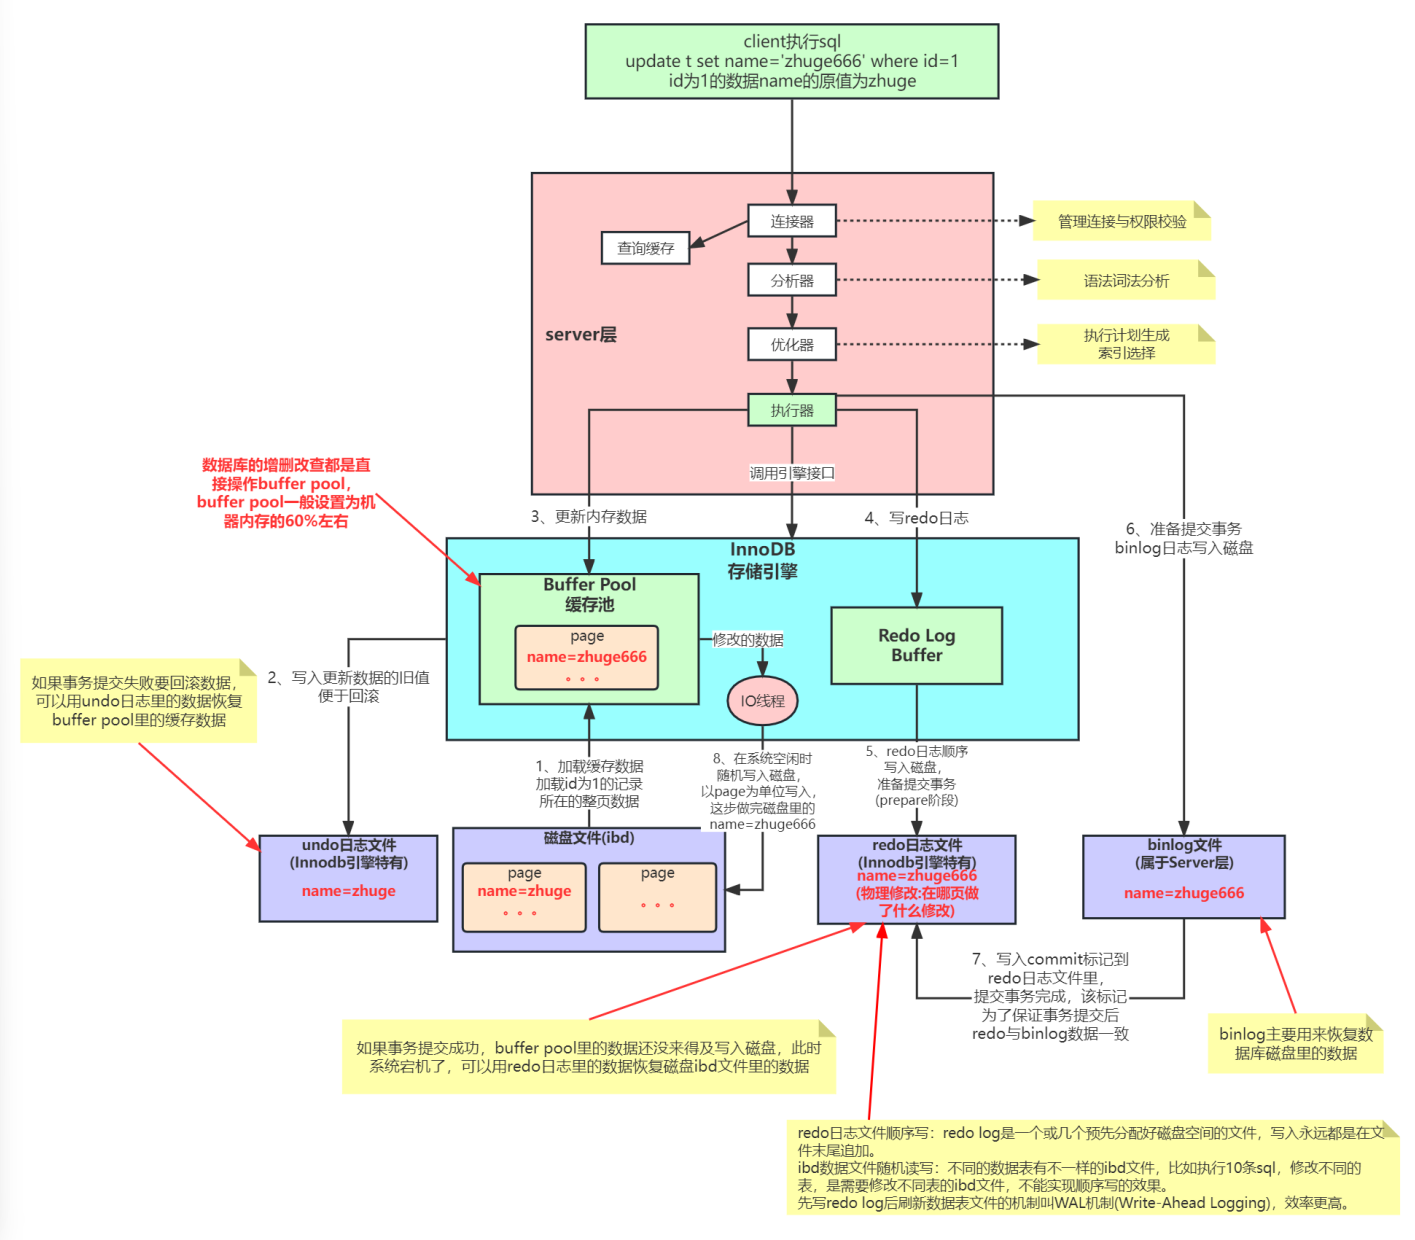 client执行sql
update t set name='zhuge666' where id=1
id为1的数据name的原值为zhuge
连接器
管理连接与权限校验
查询缓存
分析器
语法词法分析
server层
优化器
执行计划生成
索引选择
执行器
调用引擎接口
数据库的增删改查都是直
接操作buffer pool，
buffer pool一般设置为机
器内存的60%左右
3、更新内存数据
4、写redo日志
6、准备提交事务
binlog日志写入磁盘
InnoDB
存储引擎
Buffer Pool
缓存池
page
name=zhuge666
。。。
修改的数据
IO线程
Redo Log
Buffer
如果事务提交失败要回滚数据，
可以用undo日志里的数据恢复
buffer pool里的缓存数据
2、写入更新数据的旧值
便于回滚
1、加载缓存数据
加载id为1的记录
所在的整页数据
8、在系统空闲时
随机写入磁盘，
以page为单位写入，
这步做完磁盘里的
name=zhuge666
5、redo日志顺序
写入磁盘，
准备提交事务
(prepare阶段)
undo日志文件
(Innodb引擎特有)
name=zhuge
磁盘文件(ibd)
page
name=zhuge
。。。
page
。。。
redo日志文件
(Innodb引擎特有)
name=zhuge666
(物理修改:在哪页做
了什么修改)
binlog文件
(属于Server层)
name=zhuge666
7、写入commit标记到
redo日志文件里，
提交事务完成，该标记
为了保证事务提交后
redo与binlog数据一致
如果事务提交成功，buffer pool里的数据还没来得及写入磁盘，此时
系统宕机了，可以用redo日志里的数据恢复磁盘ibd文件里的数据
binlog主要用来恢复数
据库磁盘里的数据
redo日志文件顺序写：redo log是一个或几个预先分配好磁盘空间的文件，写入永远都是在文
件末尾追加。
ibd数据文件随机读写：不同的数据表有不一样的ibd文件，比如执行10条sql，修改不同的
表，是需要修改不同表的ibd文件，不能实现顺序写的效果。
先写redo log后刷新数据表文件的机制叫WAL机制(Write-Ahead Logging)，效率更高。